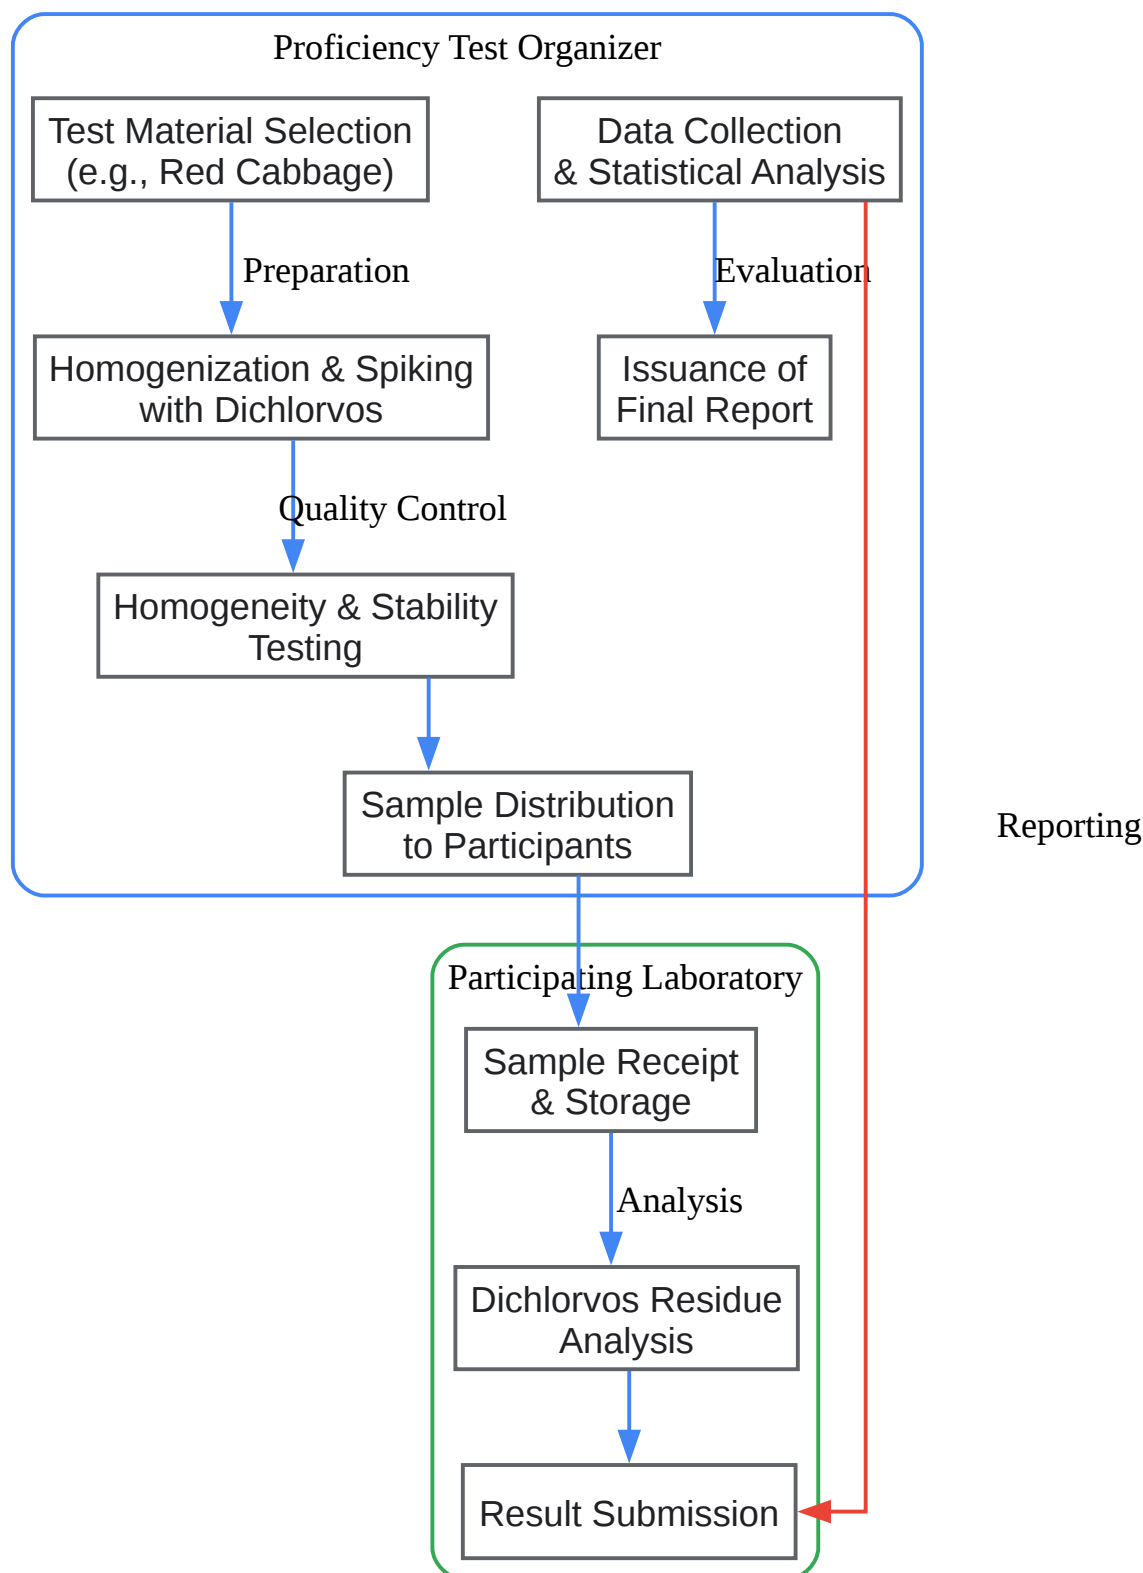 Proficiency Test Organizer
Test Material Selection
(e.g., Red Cabbage)
Data Collection
& Statistical Analysis
Preparation
Evaluation
Homogenization & Spiking
with Dichlorvos
Issuance of
Final Report
Quality Control
Homogeneity & Stability
Testing
Sample Distribution
to Participants
Reporting
Participating Laboratory
Sample Receipt
& Storage
Analysis
Dichlorvos Residue
Analysis
Result Submission